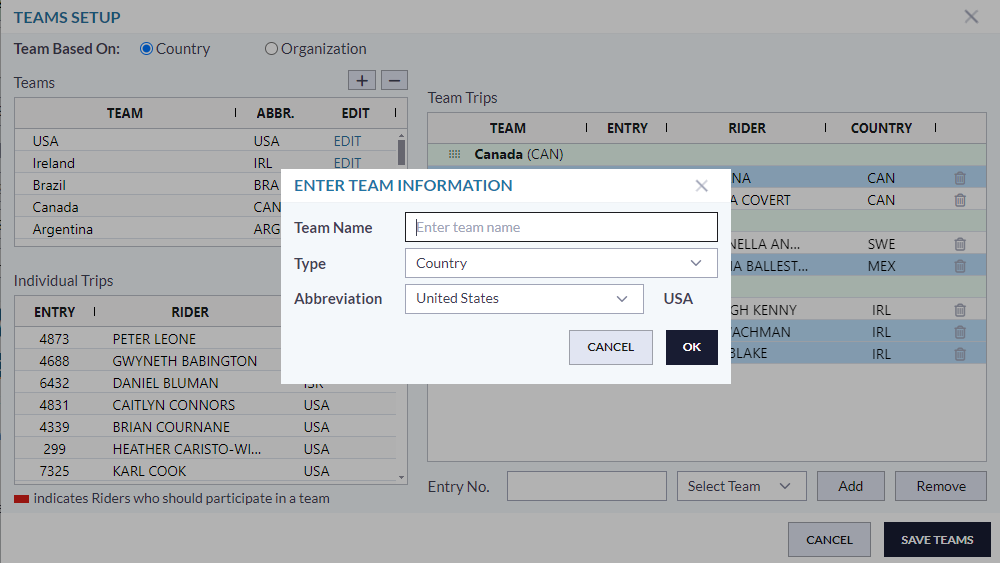 TEAMS SETUP
Team Based On: Country Organization
Teams
TEAM ABBR. EDIT
USA USA EDIT
Ireland IRL EDIT
Brazil BRA
Canada CAN
Argentina ARG
Individual Trips
ENTRY RIDER
4873 PETER LEONE
4688 GWYNETH BABINGTON
6432 DANIEL BLUMAN ISR
4831 CAITLYN CONNORS USA
4339 BRIAN COURNANE USA
299 HEATHER CARISTO-WI... USA
7325 KARL COOK USA
indicates Riders who should participate in a team
Team Trips
TEAM ENTRY RIDER COUNTRY
Canada (CAN)
NA CAN
A COVERT CAN
NELLA AN... SWE
NA BALLEST... MEX
GH KENNY IRL
WACHMAN IRL
BLAKE IRL
Entry No. Select Team Add Remove
ENTER TEAM INFORMATION
Team Name Enter team name
Type Country
Abbreviation United States USA
CANCEL OK
CANCEL SAVE TEAMS